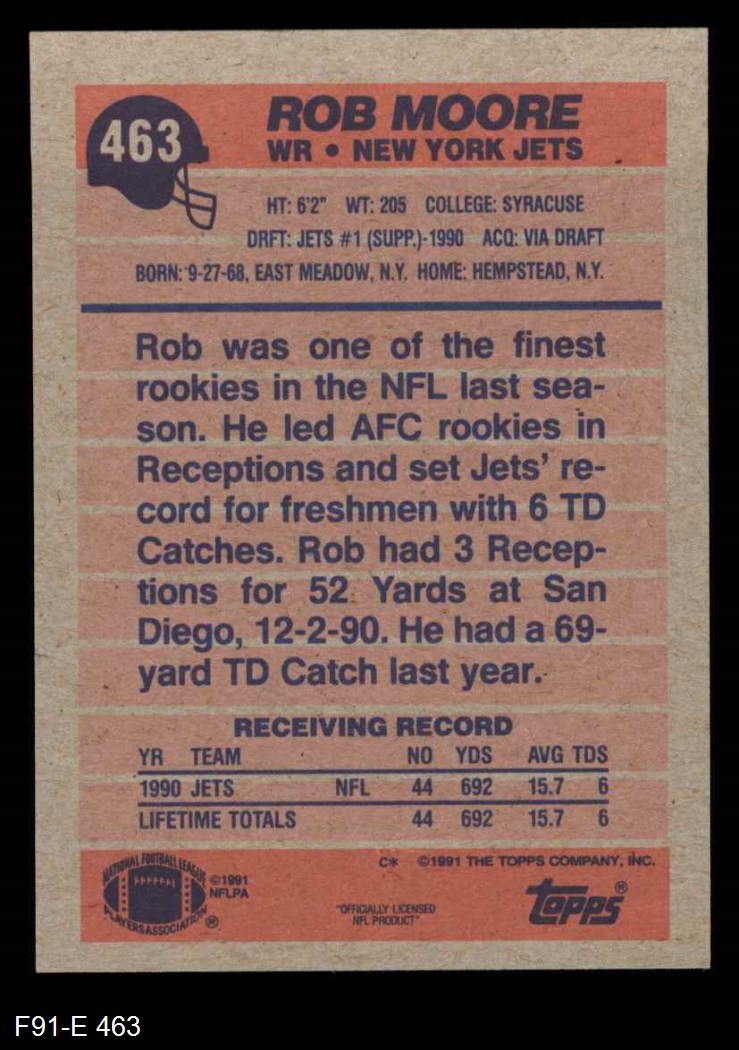 463
ROB MOORE
WR • NEW YORK JETS
HT: 6'2" WT: 205 COLLEGE: SYRACUSE
DRFT: JETS #1 (SUPP.)-1990 ACQ: VIA DRAFT
BORN: 9-27-68, EAST MEADOW, N.Y. HOME: HEMPSTEAD, N.Y.
Rob was one of the finest
rookies in the NFL last sea-
son. He led AFC rookies in
Receptions and set Jets' re-
cord for freshmen with 6 TD
Catches. Rob had 3 Recep-
tions for 52 Yards at San
Diego, 12-2-90. He had a 69-
yard TD Catch last year.
RECEIVING RECORD
YR TEAM NO YDS AVG TDS
1990 JETS NFL 44 692 15.7 6
LIFETIME TOTALS 44 692 15.7 6
C* ©1991 THE TOPPS COMPANY, INC.
NATIONAL FOOTBALL LEAGUE
PLAYERS ASSOCIATION ®
©1991
NFLPA
"OFFICIALLY LICENSED
NFL PRODUCT"
topps®
F91-E 463